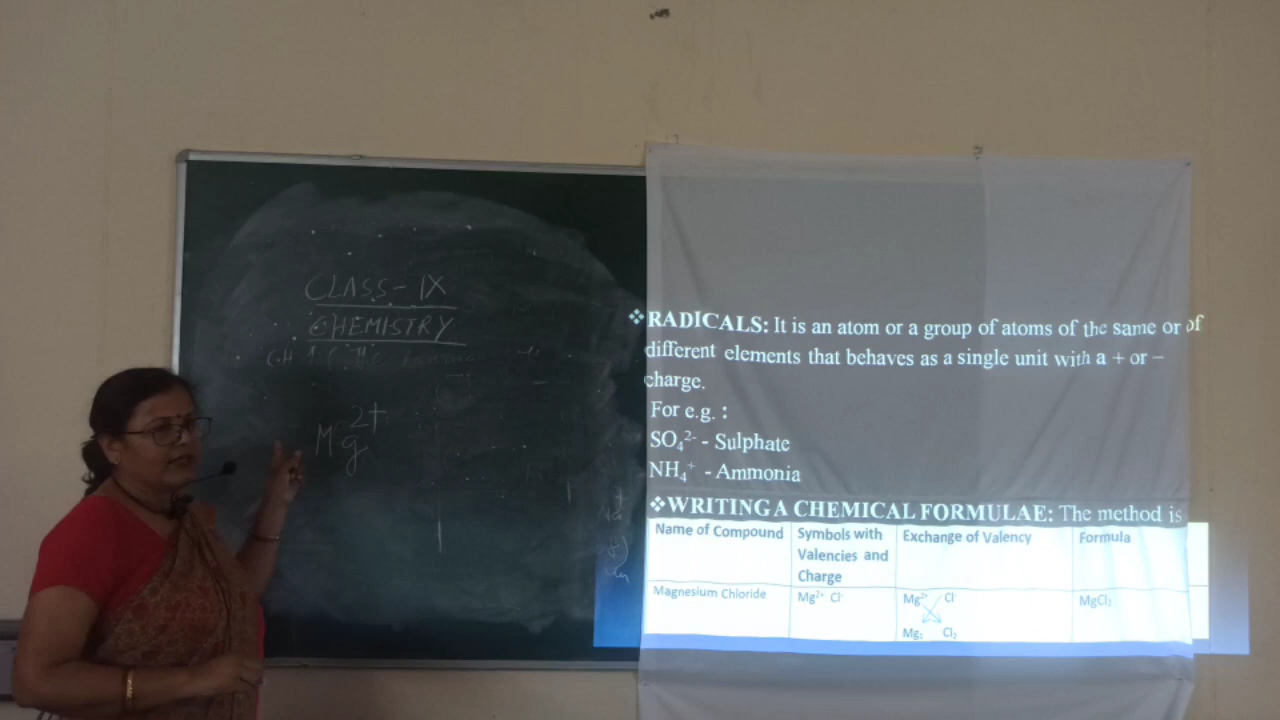 CLASS-IX
CHEMISTRY
Mg²⁺
❖RADICALS: It is an atom or a group of atoms of the same or of
different elements that behaves as a single unit with a + or –
charge.
For e.g. :
SO₄²⁻ - Sulphate
NH₄⁺ - Ammonia
❖WRITING A CHEMICAL FORMULAE: The method is
Name of Compound Symbols with Valencies and Charge Exchange of Valency Formula
Magnesium Chloride Mg²⁺ Cl⁻ Mg²⁺ Cl⁻ MgCl₂
Mg₁ Cl₂